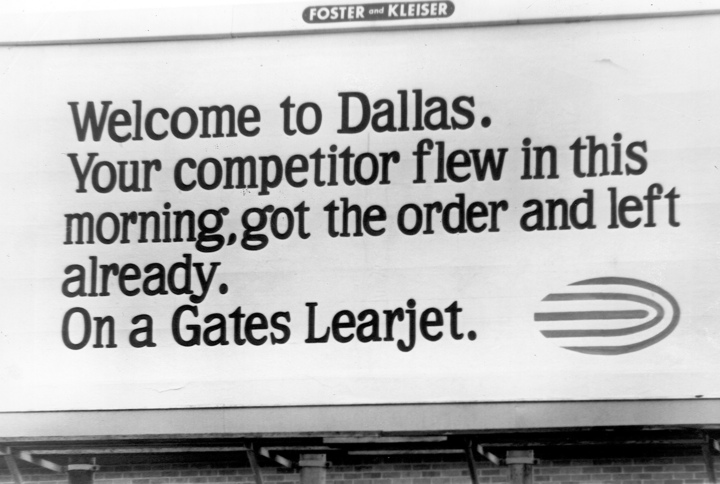 FOSTER and KLEISER
Welcome to Dallas.
Your competitor flew in this
morning, got the order and left
already.
On a Gates Learjet.